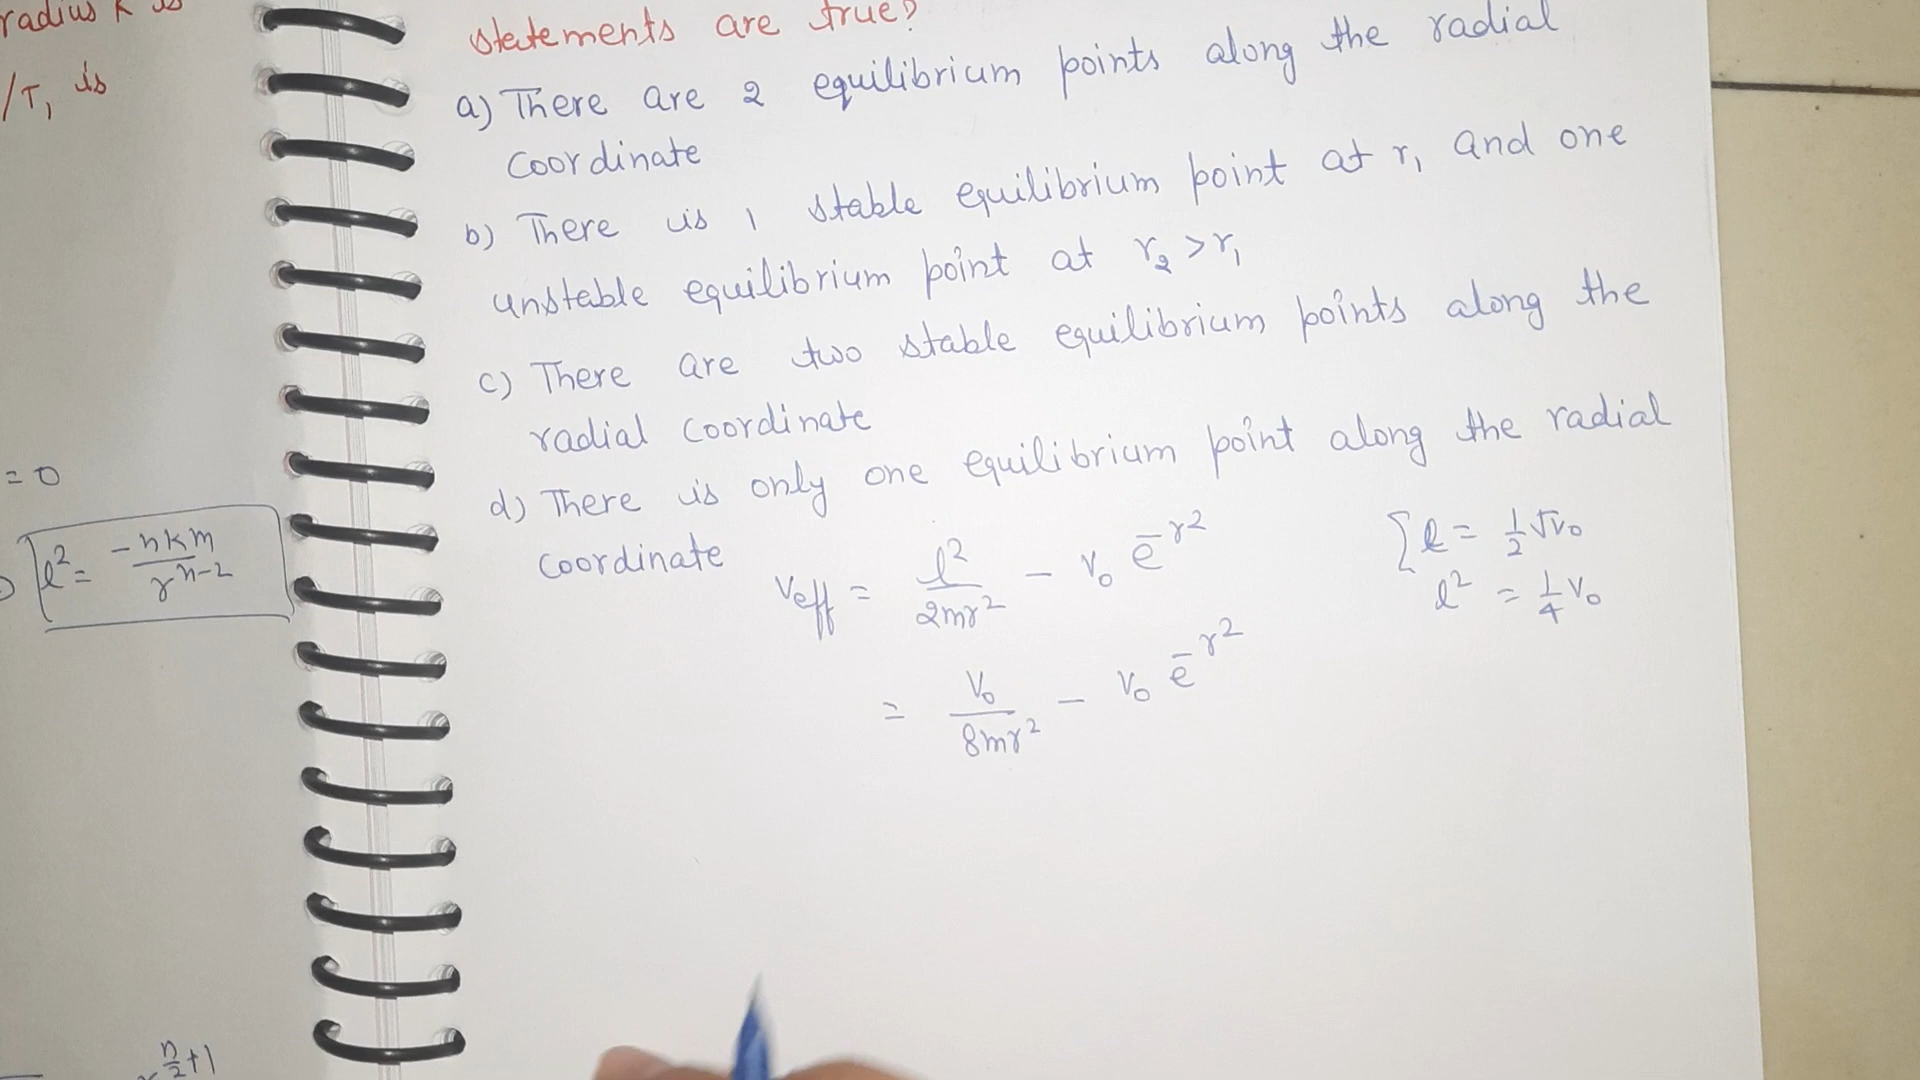 radius R is
/T₁ is
= 0
l² = -nkm / r^(n-2)
n/2 + 1
statements are true?
a) There are 2 equilibrium points along the radial
coordinate
b) There is 1 stable equilibrium point at r₁ and one
unstable equilibrium point at r₂ > r₁
c) There are two stable equilibrium points along the
radial coordinate
d) There is only one equilibrium point along the radial
coordinate
Veff = l² / 2mr² - V₀ e^-r²
[l = 1/2 √V₀
l² = 1/4 V₀
= V₀ / 8mr² - V₀ e^-r²